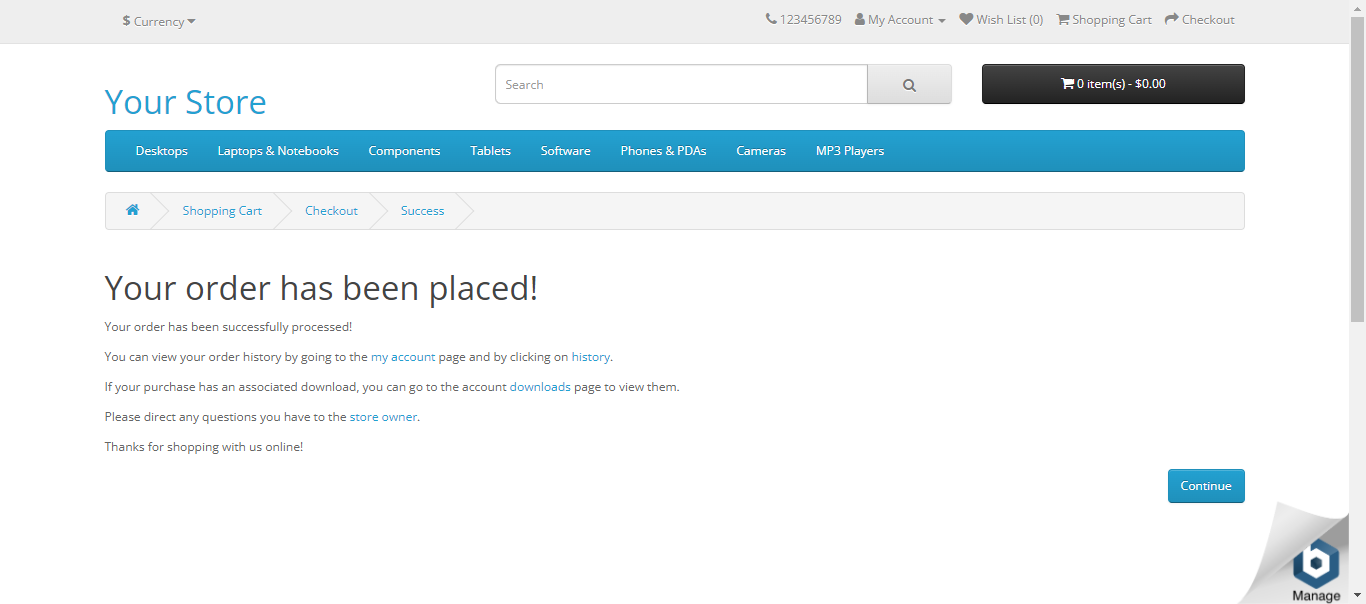 $ Currency
123456789 My Account Wish List (0) Shopping Cart Checkout
Your Store
Search
0 item(s) - $0.00
Desktops Laptops & Notebooks Components Tablets Software Phones & PDAs Cameras MP3 Players
Shopping Cart Checkout Success
Your order has been placed!
Your order has been successfully processed!
You can view your order history by going to the my account page and by clicking on history.
If your purchase has an associated download, you can go to the account downloads page to view them.
Please direct any questions you have to the store owner.
Thanks for shopping with us online!
Continue
b
Manage